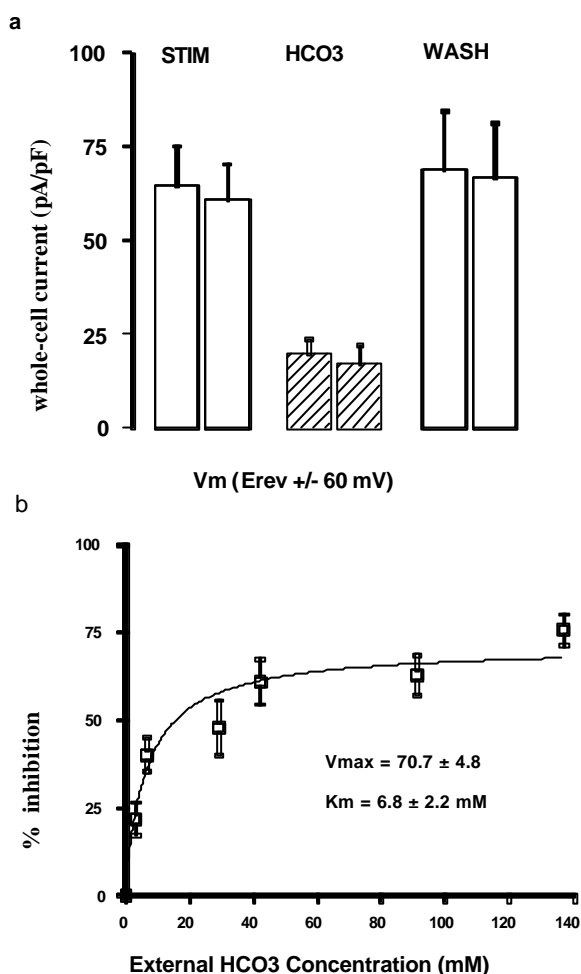 a
100
STIM HCO3 WASH
75
50
25
0
whole-cell current (pA/pF)
Vm (Erev +/- 60 mV)
b
100
75
50
25
0
% inhibition
Vmax = 70.7 ± 4.8
Km = 6.8 ± 2.2 mM
0 20 40 60 80 100 120 140
External HCO3 Concentration (mM)